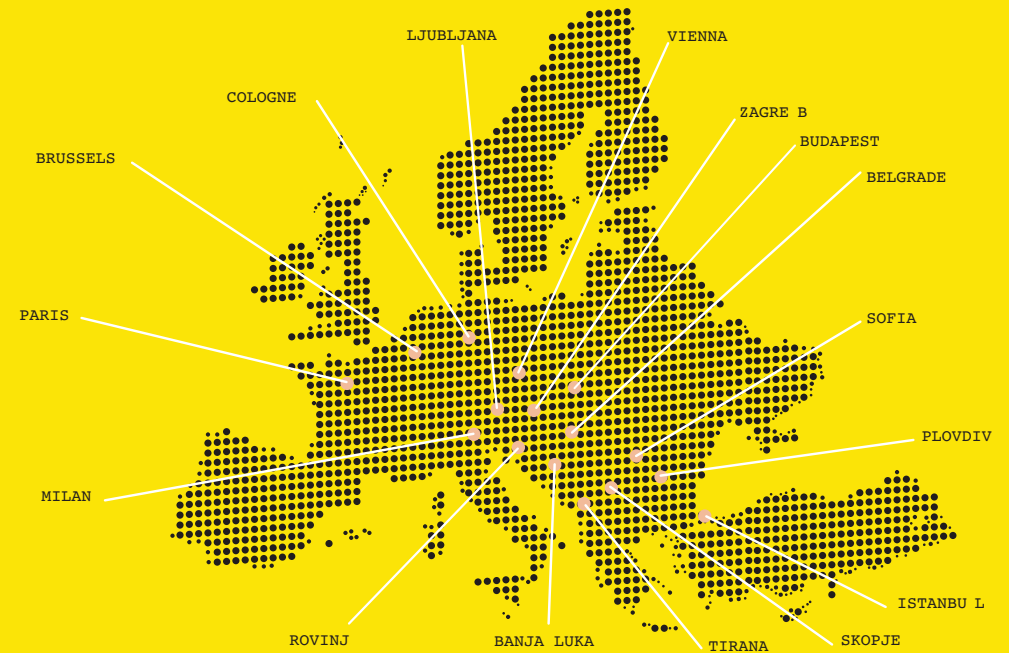 LJUBLJANA
VIENNA
COLOGNE
ZAGRE B
BUDAPEST
BRUSSELS
BELGRADE
PARIS
SOFIA
PLOVDIV
MILAN
ISTANBU L
ROVINJ
BANJA LUKA
TIRANA
SKOPJE